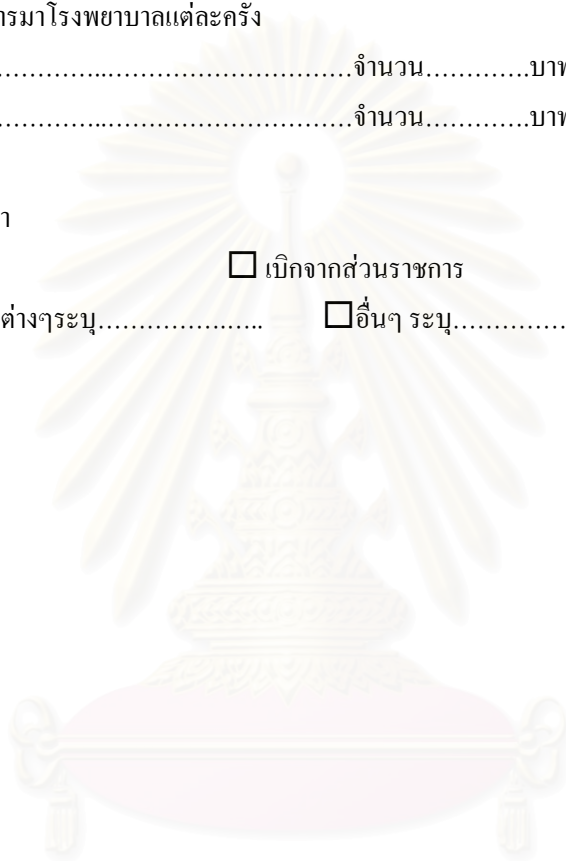 ารมาโรงพยาบาลแต่ละครั้ง
…………..…………………………จำนวน………….บาท
…………..…………………………จำนวน………….บาท
า
☐ เบิกจากส่วนราชการ
ต่างๆระบุ…………….….. ☐อื่นๆ ระบุ……………